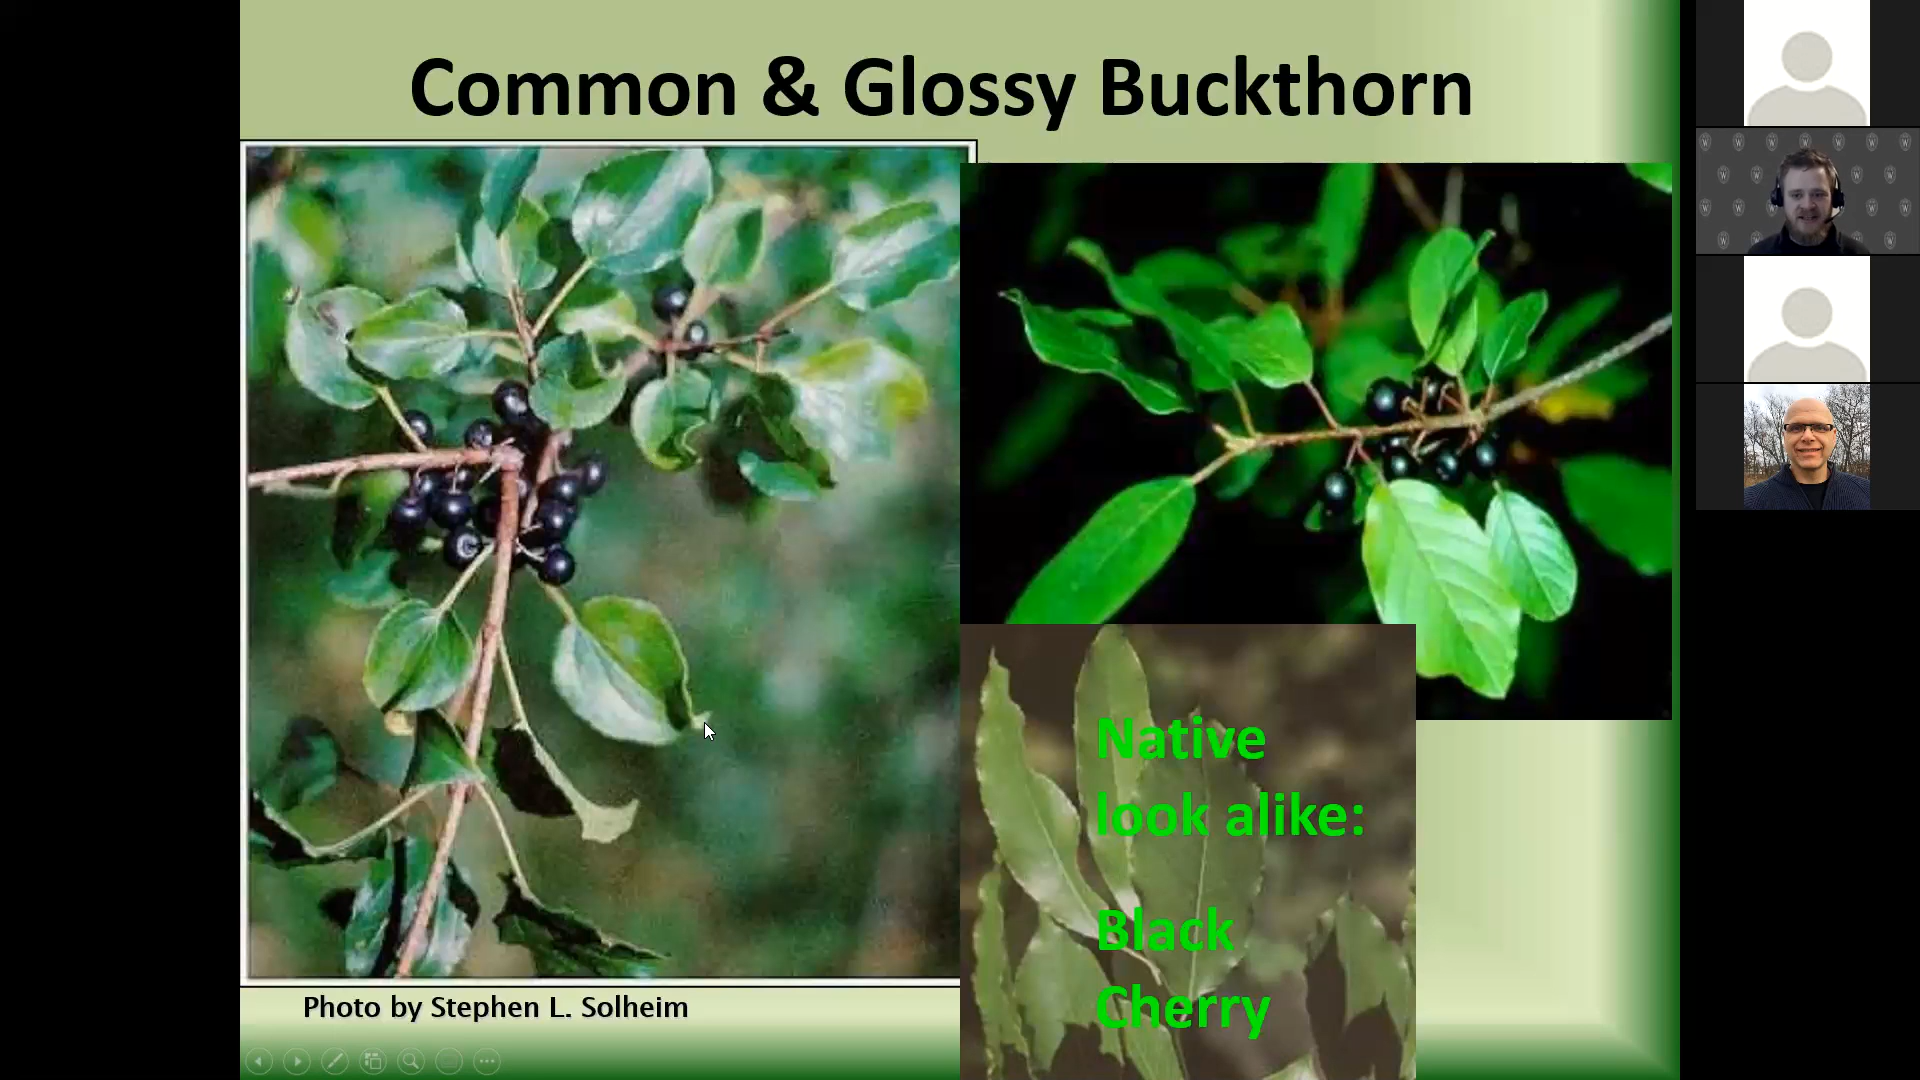 Common & Glossy Buckthorn
Native
look alike:
Black
Cherry
Photo by Stephen L. Solheim